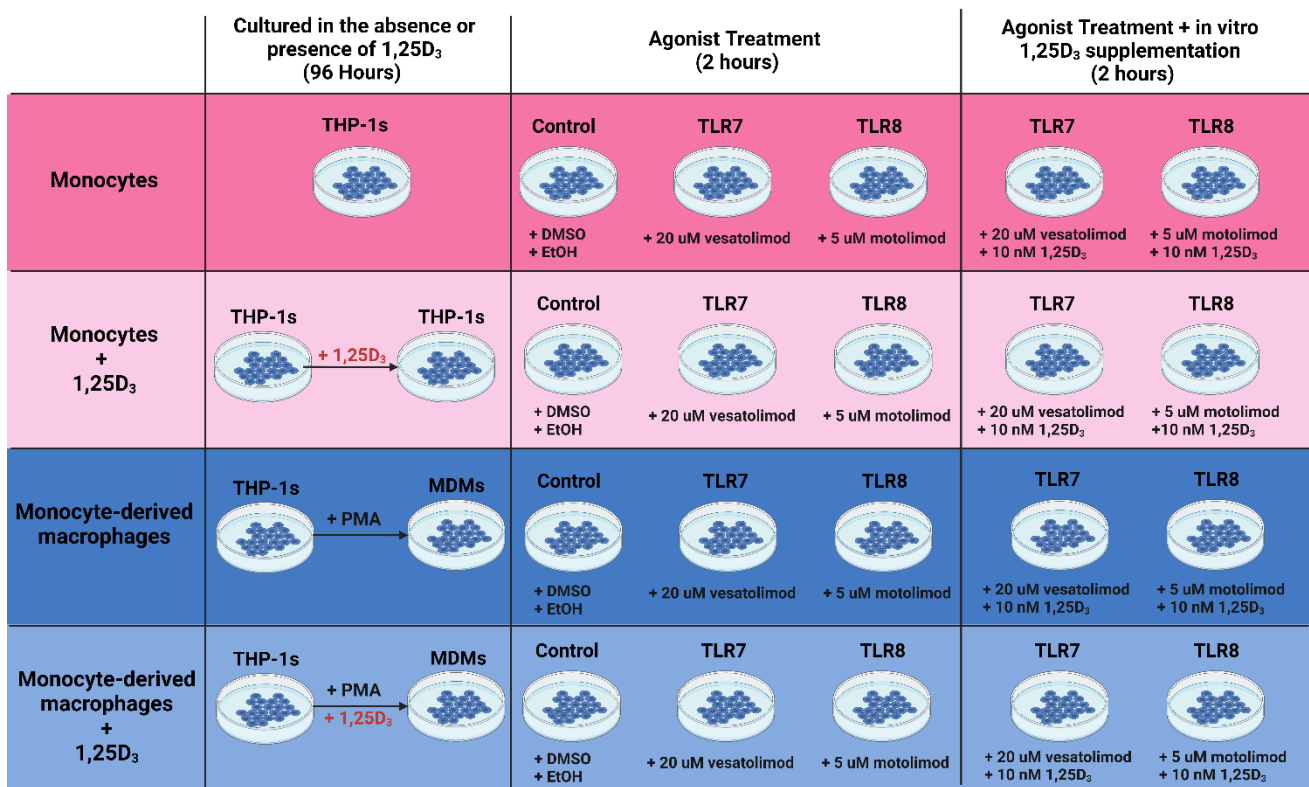 Cultured in the absence or
presence of 1,25D₃
(96 Hours)
Agonist Treatment
(2 hours)
Agonist Treatment + in vitro
1,25D₃ supplementation
(2 hours)
Monocytes
THP-1s
Control
TLR7
TLR8
TLR7
TLR8
+ DMSO
+ EtOH
+ 20 uM vesatolimod
+ 5 uM motolimod
+ 20 uM vesatolimod
+ 10 nM 1,25D₃
+ 5 uM motolimod
+ 10 nM 1,25D₃
Monocytes
+
1,25D₃
THP-1s
+ 1,25D₃
THP-1s
Control
TLR7
TLR8
TLR7
TLR8
+ DMSO
+ EtOH
+ 20 uM vesatolimod
+ 5 uM motolimod
+ 20 uM vesatolimod
+ 10 nM 1,25D₃
+ 5 uM motolimod
+10 nM 1,25D₃
Monocyte-derived
macrophages
THP-1s
+ PMA
MDMs
Control
TLR7
TLR8
TLR7
TLR8
+ DMSO
+ EtOH
+ 20 uM vesatolimod
+ 5 uM motolimod
+ 20 uM vesatolimod
+ 10 nM 1,25D₃
+ 5 uM motolimod
+ 10 nM 1,25D₃
Monocyte-derived
macrophages
+
1,25D₃
THP-1s
+ PMA
+ 1,25D₃
MDMs
Control
TLR7
TLR8
TLR7
TLR8
+ DMSO
+ EtOH
+ 20 uM vesatolimod
+ 5 uM motolimod
+ 20 uM vesatolimod
+ 10 nM 1,25D₃
+ 5 uM motolimod
+ 10 nM 1,25D₃